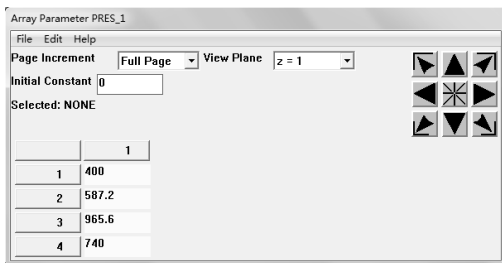 Array Parameter PRES_1
File Edit Help
Page Increment Full Page View Plane z = 1
Initial Constant 0
Selected: NONE
1
1 400
2 587.2
3 965.6
4 740